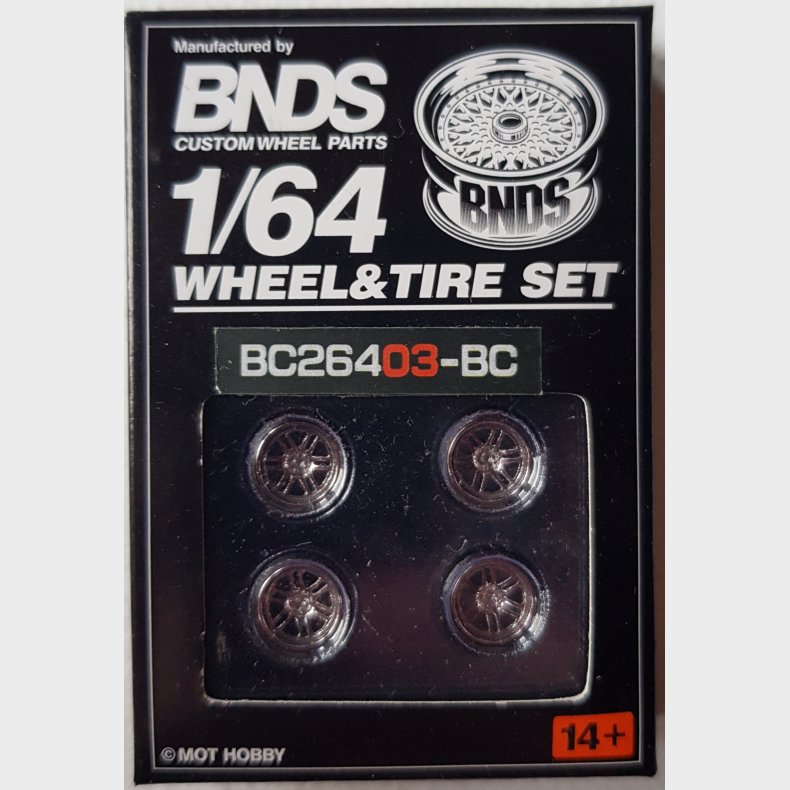 Manufactured by
BNDS
CUSTOM WHEEL PARTS
BNDS
1/64
WHEEL&TIRE SET
BC26403-BC
14+
©MOT HOBBY